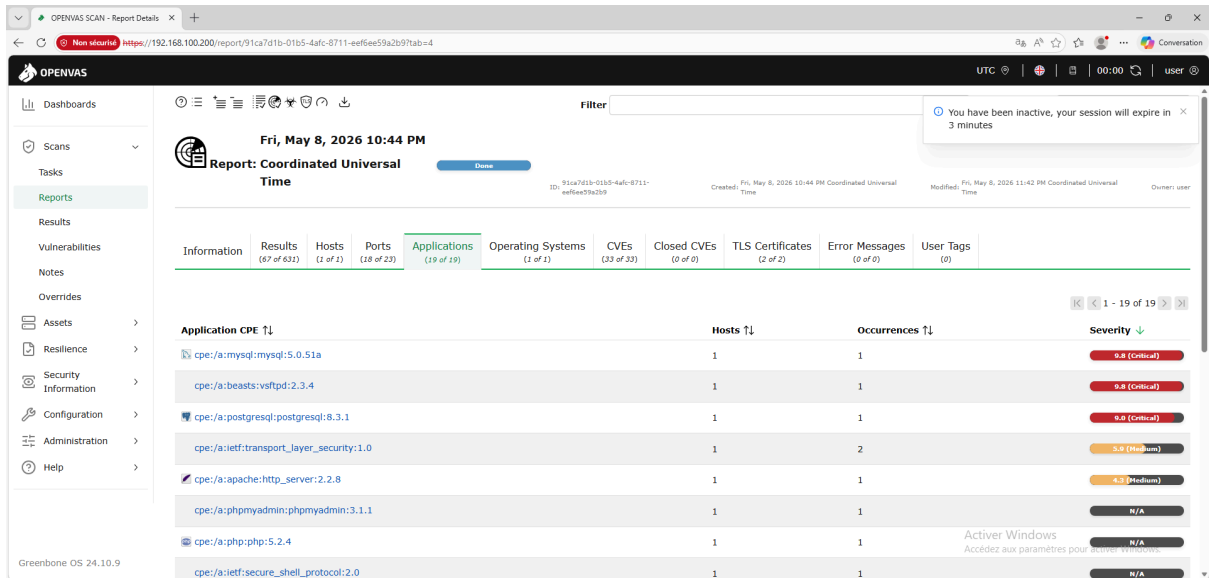 OPENVAS SCAN - Report Details
Non sécurisé https://192.168.100.200/report/91ca7d1b-01b5-4afc-8711-eef6ee59a2b9?tab=4
Conversation
OPENVAS
UTC
00:00
user
Dashboards
Scans
Tasks
Reports
Results
Vulnerabilities
Notes
Overrides
Assets
Resilience
Security
Information
Configuration
Administration
Help
Greenbone OS 24.10.9
Filter
You have been inactive, your session will expire in
3 minutes
Report:
Fri, May 8, 2026 10:44 PM
Coordinated Universal
Time
Done
ID: 91ca7d1b-01b5-4afc-8711-
eef6ee59a2b9
Created: Fri, May 8, 2026 10:44 PM Coordinated Universal
Time
Modified: Fri, May 8, 2026 11:42 PM Coordinated Universal
Time
Owner: user
Information
Results
(67 of 631)
Hosts
(1 of 1)
Ports
(18 of 23)
Applications
(19 of 19)
Operating Systems
(1 of 1)
CVEs
(33 of 33)
Closed CVEs
(0 of 0)
TLS Certificates
(2 of 2)
Error Messages
(0 of 0)
User Tags
(0)
1 - 19 of 19
Application CPE Hosts Occurrences Severity
cpe:/a:mysql:mysql:5.0.51a 1 1 9.8 (Critical)
cpe:/a:beasts:vsftpd:2.3.4 1 1 9.8 (Critical)
cpe:/a:postgresql:postgresql:8.3.1 1 1 9.0 (Critical)
cpe:/a:ietf:transport_layer_security:1.0 1 2 (Medium)
cpe:/a:apache:http_server:2.2.8 1 1 4.3 (Medium)
cpe:/a:phpmyadmin:phpmyadmin:3.1.1 1 1 N/A
cpe:/a:php:php:5.2.4 1 1 N/A
cpe:/a:ietf:secure_shell_protocol:2.0 1 1 N/A
Activer Windows
Accédez aux paramètres pour activer Windows.